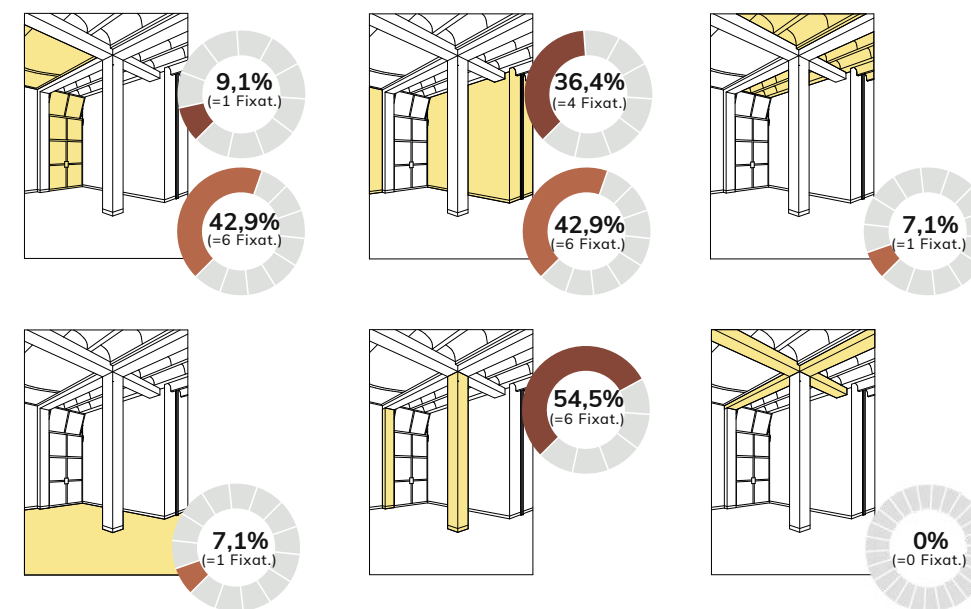 9,1%
(=1 Fixat.)
42,9%
(=6 Fixat.)
36,4%
(=4 Fixat.)
42,9%
(=6 Fixat.)
7,1%
(=1 Fixat.)
7,1%
(=1 Fixat.)
54,5%
(=6 Fixat.)
0%
(=0 Fixat.)